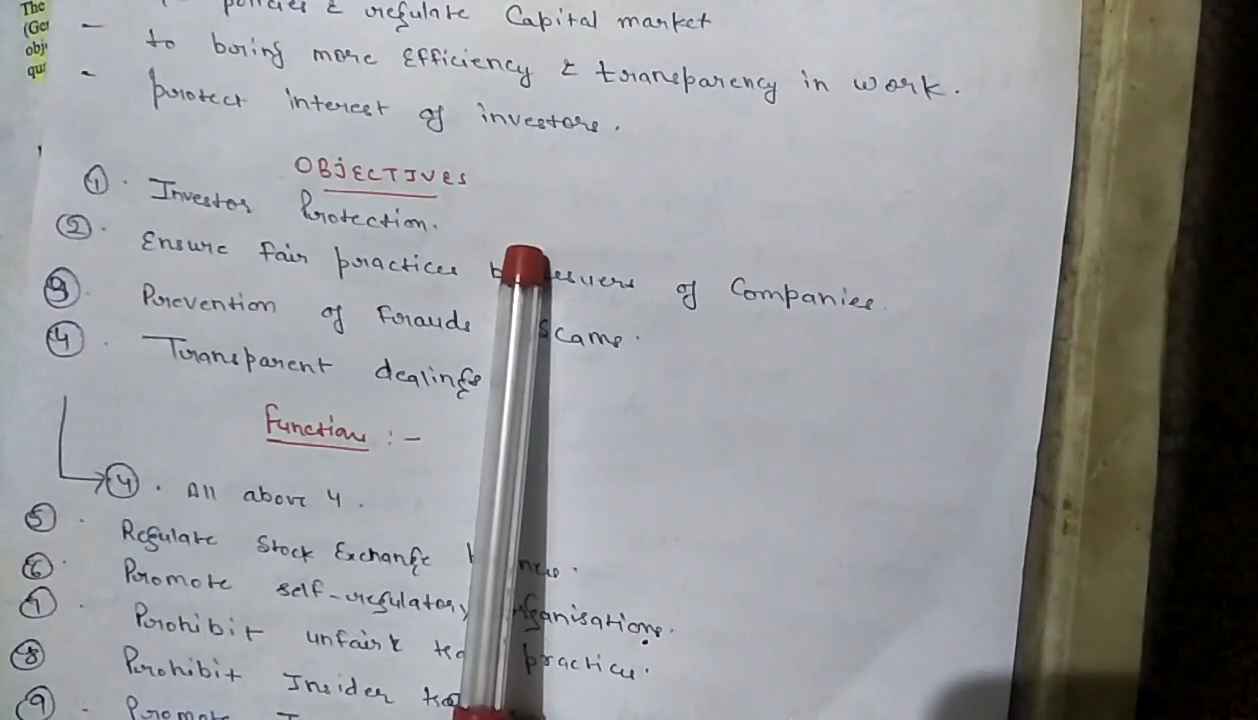 The
(Ge
obj
qu
policies & regulate Capital market
- to bring more Efficiency & transparency in work.
- protect interest of investors.
OBJECTIVES
① . Investor Protection.
② . Ensure fair practices b suers of Companies.
③ . Prevention of Frauds scams.
④ . Transparent dealings
Function : -
④ . All above 4 .
⑤ . Regulate Stock Exchange
⑥ . Promote self-regulatory ganisations.
⑦ . Prohibit unfair practices.
⑧ Prohibit Insider
⑨ -